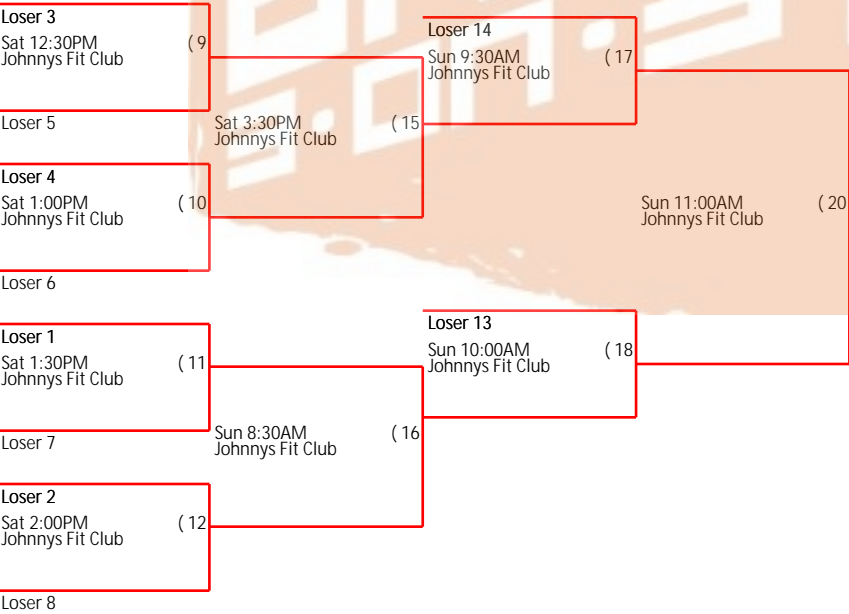 Loser 3
Sat 12:30PM ( 9
Johnnys Fit Club
Loser 5
Sat 3:30PM ( 15
Johnnys Fit Club
Loser 4
Sat 1:00PM ( 10
Johnnys Fit Club
Loser 6
Loser 14
Sun 9:30AM ( 17
Johnnys Fit Club
Sun 11:00AM ( 20
Johnnys Fit Club
Loser 1
Sat 1:30PM ( 11
Johnnys Fit Club
Loser 7
Sun 8:30AM ( 16
Johnnys Fit Club
Loser 2
Sat 2:00PM ( 12
Johnnys Fit Club
Loser 8
Loser 13
Sun 10:00AM ( 18
Johnnys Fit Club